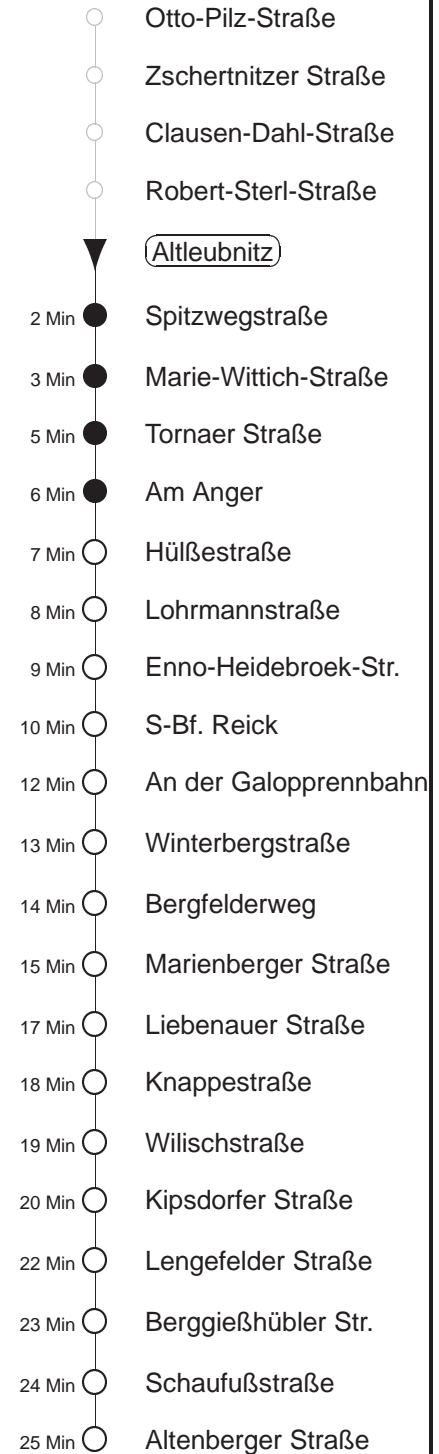 Otto-Pilz-Straße
Zschertnitzer Straße
Clausen-Dahl-Straße
Robert-Sterl-Straße
Altleubnitz
2 Min Spitzwegstraße
3 Min Marie-Wittich-Straße
5 Min Tornaer Straße
6 Min Am Anger
7 Min Hülßestraße
8 Min Lohrmannstraße
9 Min Enno-Heidebroek-Str.
10 Min S-Bf. Reick
12 Min An der Galopprennbahn
13 Min Winterbergstraße
14 Min Bergfelderweg
15 Min Marienberger Straße
17 Min Liebenauer Straße
18 Min Knappestraße
19 Min Wilischstraße
20 Min Kipsdorfer Straße
22 Min Lengefelder Straße
23 Min Berggießhübler Str.
24 Min Schaufußstraße
25 Min Altenberger Straße